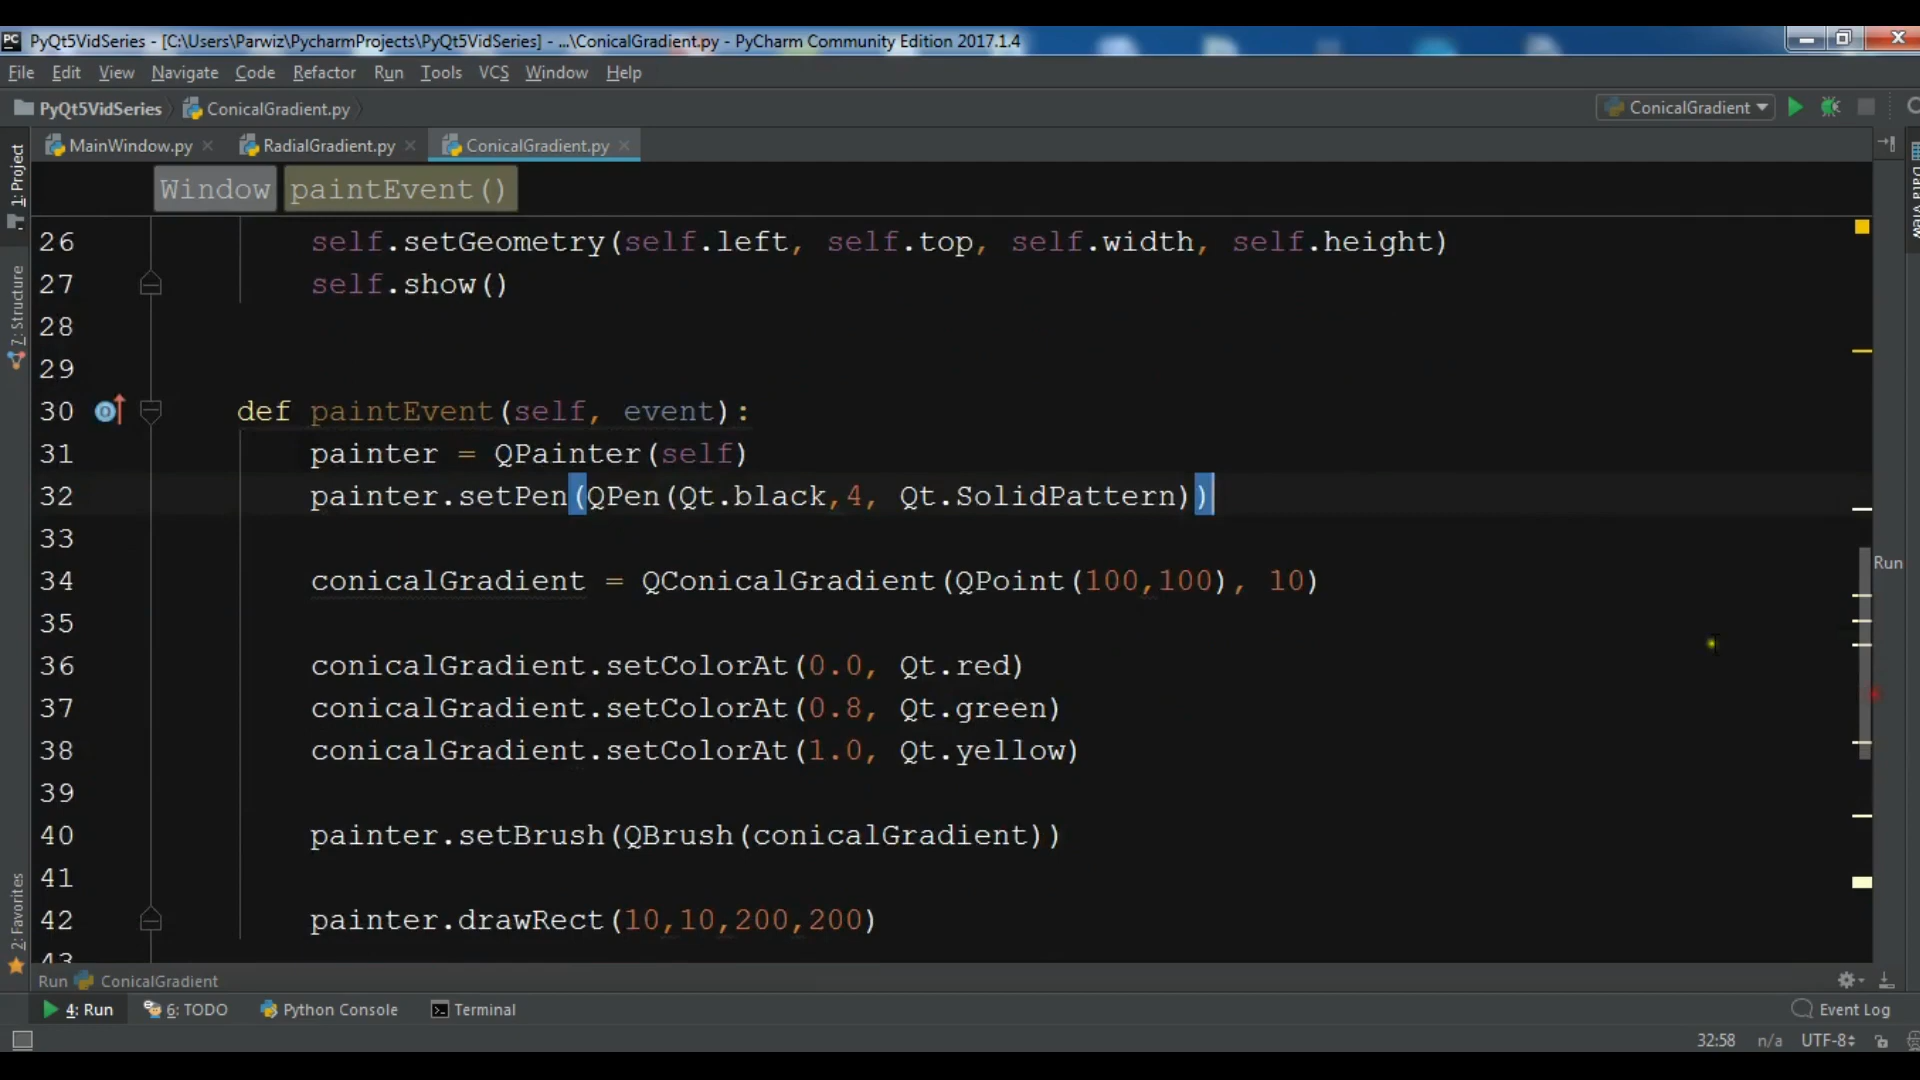 PyQt5VidSeries - [C:\Users\Parwiz\PycharmProjects\PyQt5VidSeries] - ...\ConicalGradient.py - PyCharm Community Edition 2017.1.4
File Edit View Navigate Code Refactor Run Tools VCS Window Help
PyQt5VidSeries ConicalGradient.py ConicalGradient
MainWindow.py RadialGradient.py ConicalGradient.py
1: Project
7: Structure
2: Favorites
Data View
Window paintEvent()
26 self.setGeometry(self.left, self.top, self.width, self.height)
27 self.show()
28
29
30 def paintEvent(self, event):
31 painter = QPainter(self)
32 painter.setPen(QPen(Qt.black,4, Qt.SolidPattern))
33
34 conicalGradient = QConicalGradient(QPoint(100,100), 10)
35
36 conicalGradient.setColorAt(0.0, Qt.red)
37 conicalGradient.setColorAt(0.8, Qt.green)
38 conicalGradient.setColorAt(1.0, Qt.yellow)
39
40 painter.setBrush(QBrush(conicalGradient))
41
42 painter.drawRect(10,10,200,200)
43
Run
Run ConicalGradient
4: Run 6: TODO Python Console Terminal Event Log
32:58 n/a UTF-8